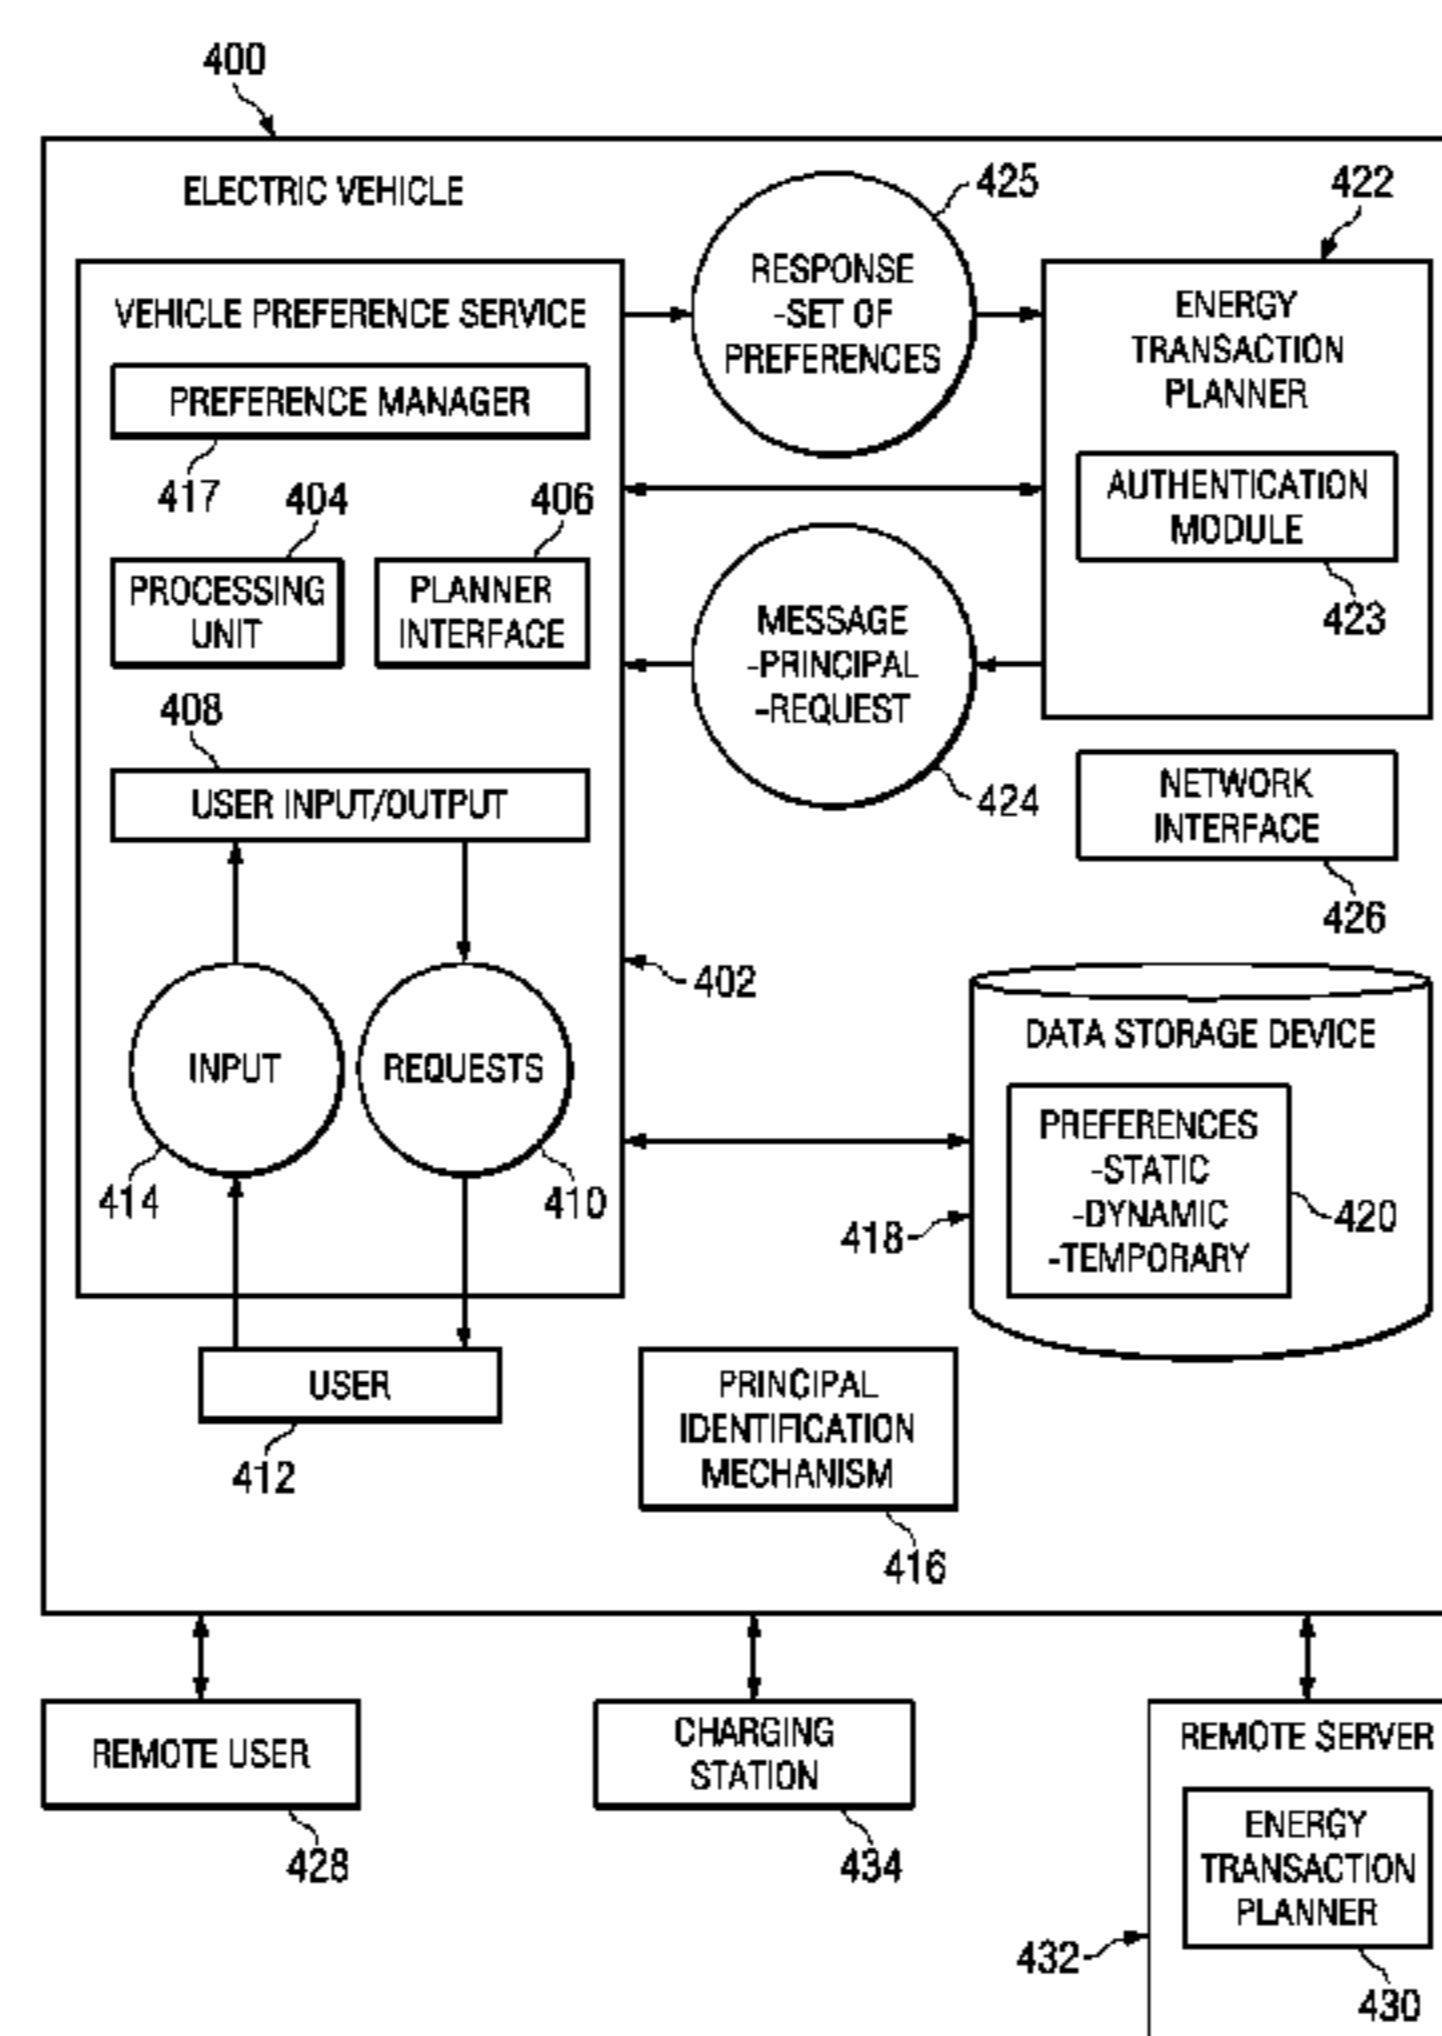 400
ELECTRIC VEHICLE
VEHICLE PREFERENCE SERVICE
PREFERENCE MANAGER
417
404
406
PROCESSING
UNIT
PLANNER
INTERFACE
408
USER INPUT/OUTPUT
INPUT
REQUESTS
414
410
402
USER
412
425
RESPONSE
-SET OF
PREFERENCES
MESSAGE
-PRINCIPAL
-REQUEST
424
422
ENERGY
TRANSACTION
PLANNER
AUTHENTICATION
MODULE
423
NETWORK
INTERFACE
426
DATA STORAGE DEVICE
PREFERENCES
-STATIC
-DYNAMIC
-TEMPORARY
418
420
PRINCIPAL
IDENTIFICATION
MECHANISM
416
REMOTE USER
428
CHARGING
STATION
434
REMOTE SERVER
ENERGY
TRANSACTION
PLANNER
432
430